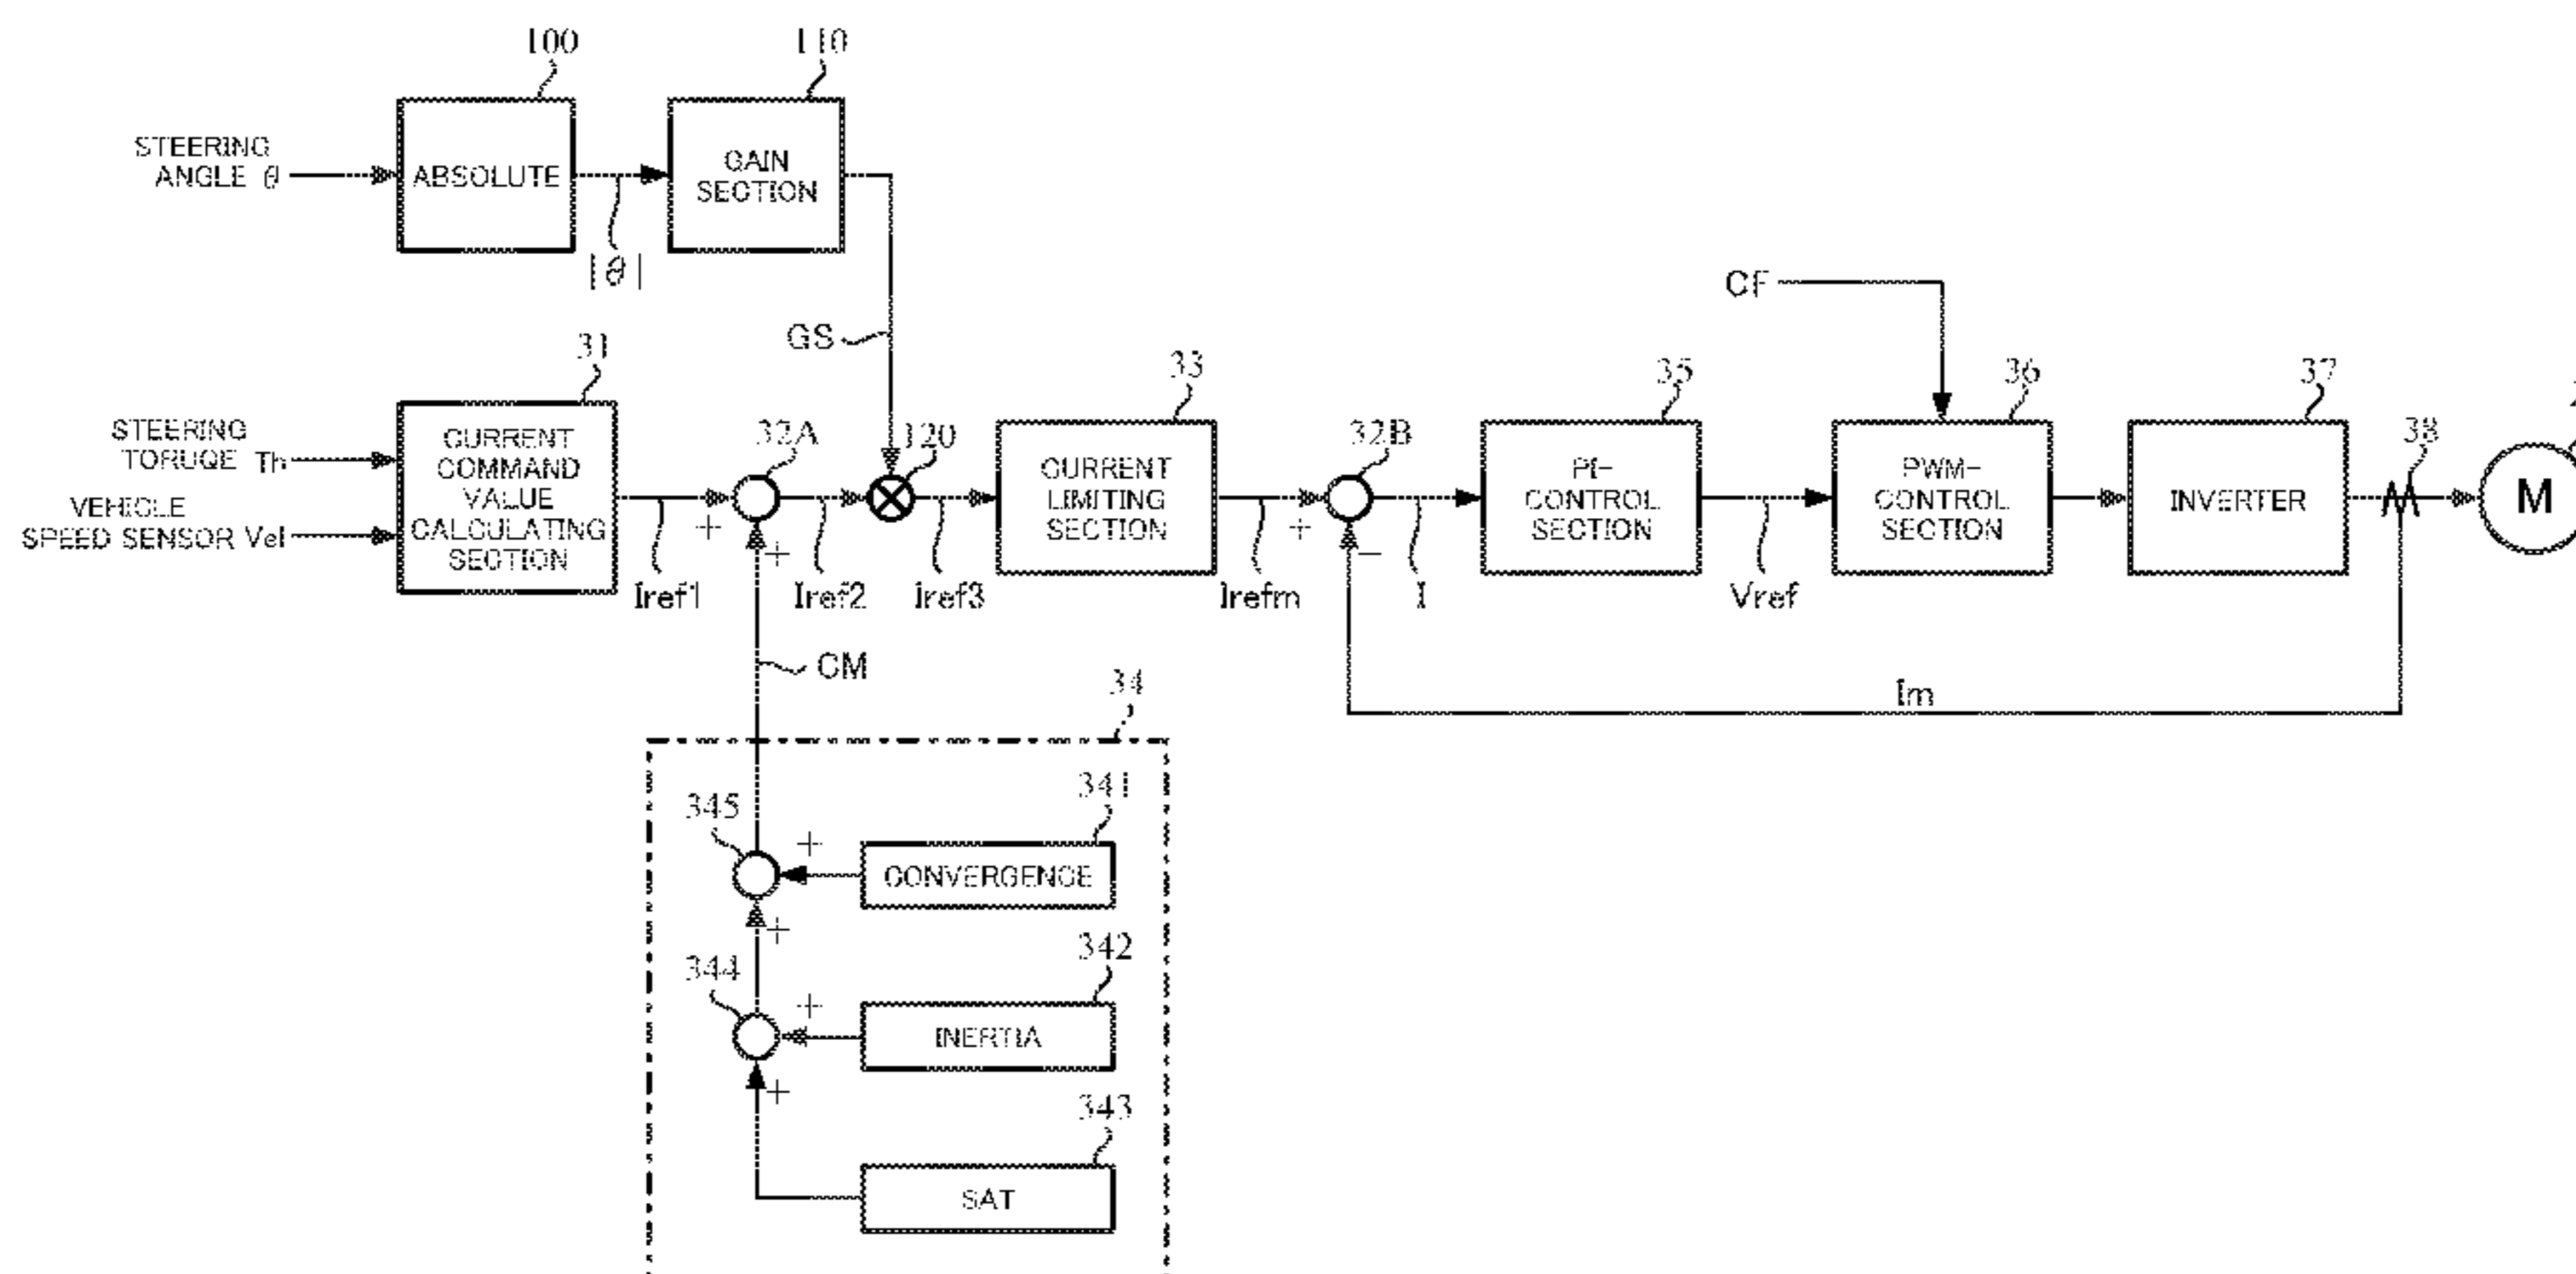 100
110
STEERING
ANGLE θ
ABSOLUTE
GAIN
SECTION
|θ|
CF
GS
31
33
35
36
37
STEERING
TORUQE Th
VEHICLE
SPEED SENSOR Vel
CURRENT
COMMAND
VALUE
CALCULATING
SECTION
32A
120
CURRENT
LIMITING
SECTION
32B
PI-
CONTROL
SECTION
PWM-
CONTROL
SECTION
INVERTER
38
M
+
+
+
−
Iref1
Iref2
Iref3
Irefm
I
Vref
CM
Im
34
341
345
+
CONVERGENCE
+
342
344
+
INERTIA
+
343
SAT